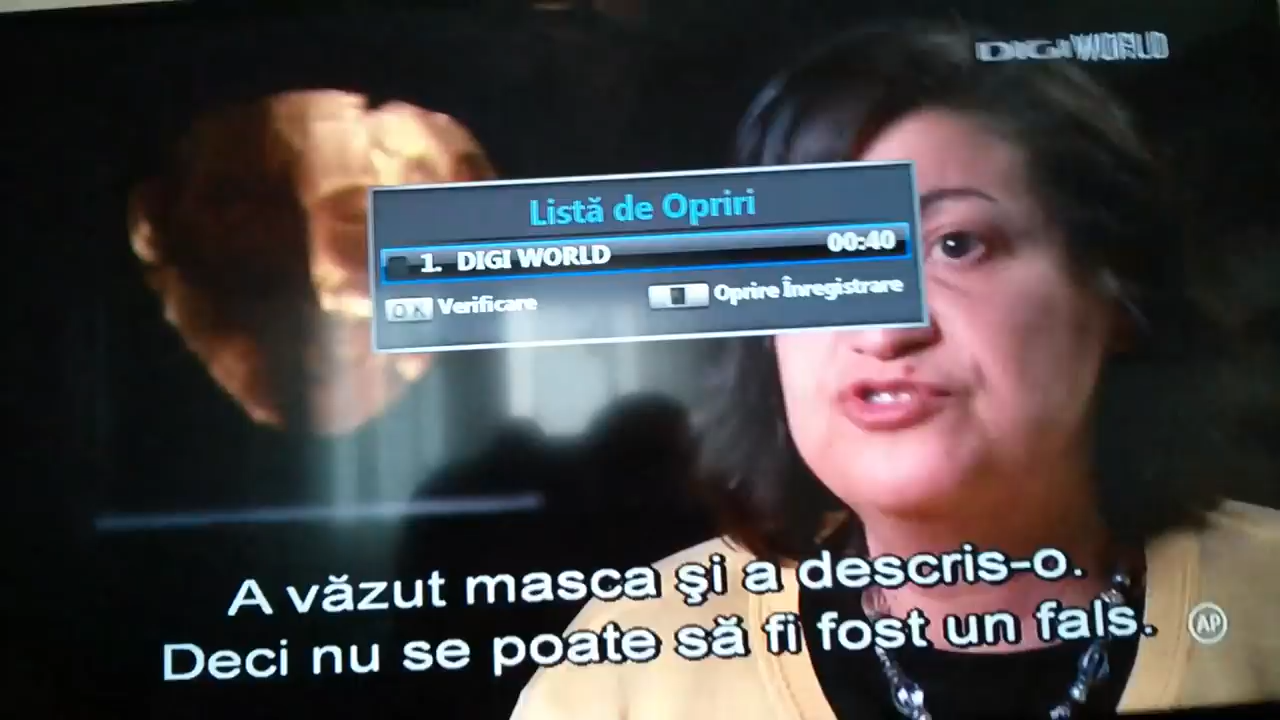 DIGI WORLD
Listă de Opriri
1. DIGI WORLD 00:40
OK Verificare Oprire Înregistrare
A văzut masca şi a descris-o.
Deci nu se poate să fi fost un fals.
AP